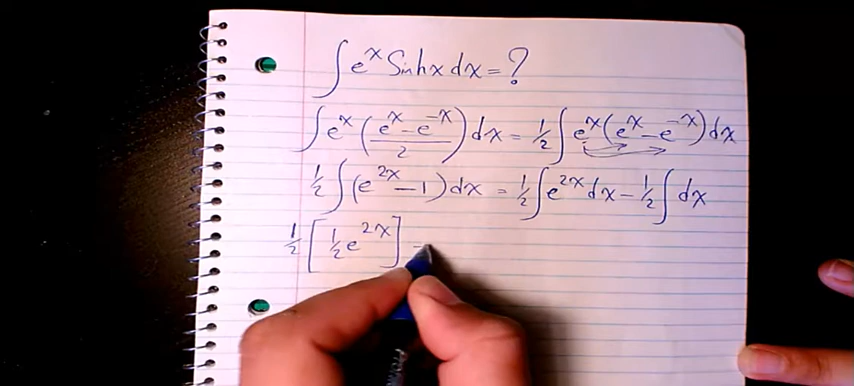 ∫ e^x Sinhx dx = ?
∫ e^x ( (e^x − e^−x) / 2 ) dx = 1/2 ∫ e^x (e^x − e^−x) dx
1/2 ∫ (e^2x − 1) dx = 1/2 ∫ e^2x dx − 1/2 ∫ dx
1/2 [ 1/2 e^2x ] −